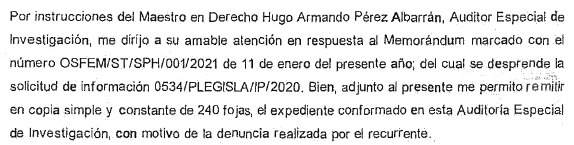 Por instrucciones del Maestro en Derecho Hugo Armando Pérez Albarrán, Auditor Especial de
Investigación, me dirijo a su amable atención en respuesta al Memorándum marcado con el
número OSFEM/ST/SPH/001/2021 de 11 de enero del presente año; del cual se desprende la
solicitud de información 0534/PLEGISLA/IP/2020. Bien, adjunto al presente me permito remitir
en copia simple y constante de 240 fojas, el expediente conformado en esta Auditoría Especial
de Investigación, con motivo de la denuncia realizada por el recurrente.